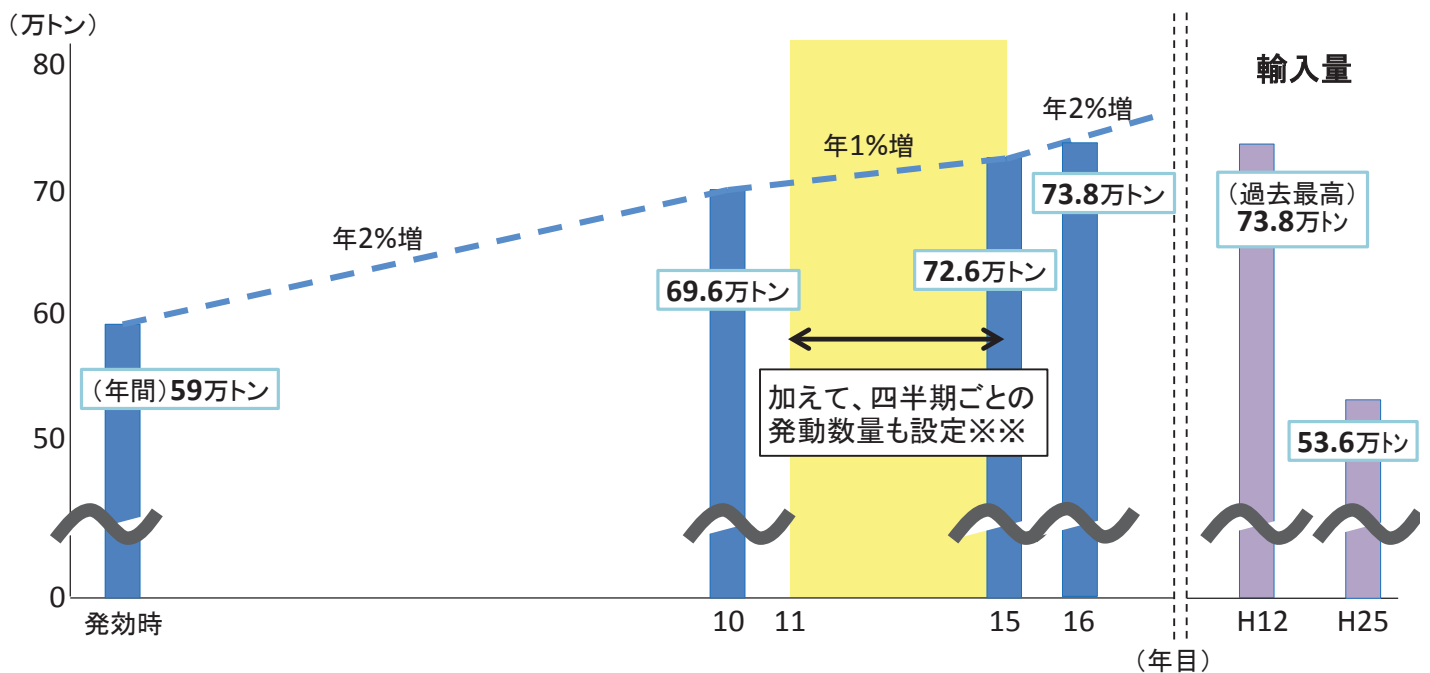 （万トン）
80
70
60
50
0
年2%増
年1%増
年2%増
（年間）59万トン
69.6万トン
72.6万トン
73.8万トン
加えて、四半期ごとの
発動数量も設定※※
発効時
10
11
15
16
（年目）
輸入量
（過去最高）
73.8万トン
53.6万トン
H12
H25